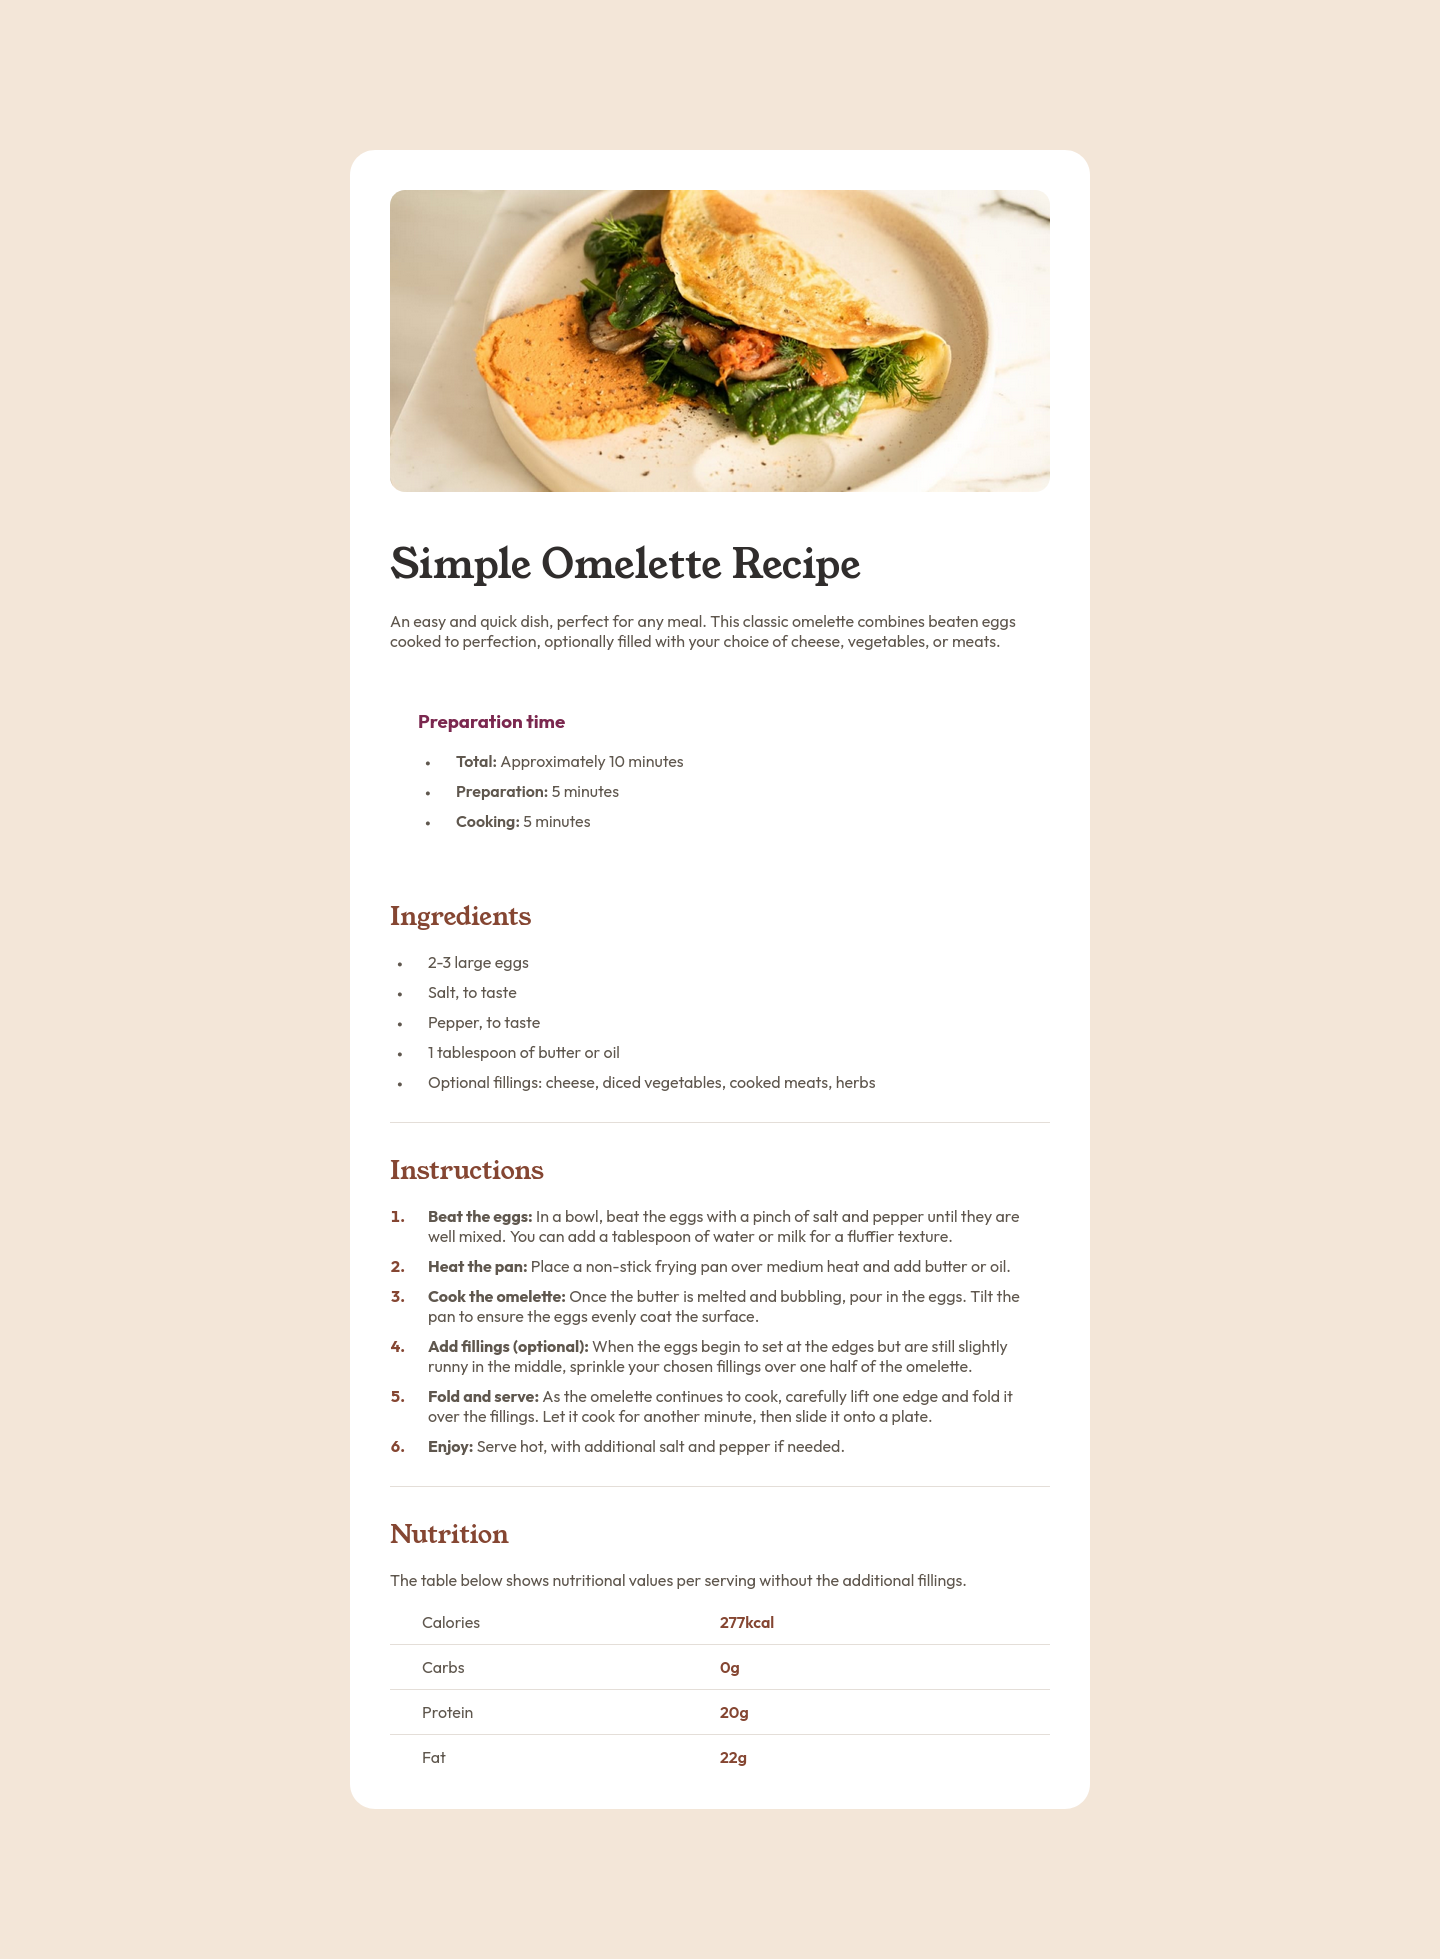 Simple Omelette Recipe
An easy and quick dish, perfect for any meal. This classic omelette combines beaten eggs
cooked to perfection, optionally filled with your choice of cheese, vegetables, or meats.
Preparation time
• Total: Approximately 10 minutes
• Preparation: 5 minutes
• Cooking: 5 minutes
Ingredients
• 2-3 large eggs
• Salt, to taste
• Pepper, to taste
• 1 tablespoon of butter or oil
• Optional fillings: cheese, diced vegetables, cooked meats, herbs
Instructions
1. Beat the eggs: In a bowl, beat the eggs with a pinch of salt and pepper until they are
well mixed. You can add a tablespoon of water or milk for a fluffier texture.
2. Heat the pan: Place a non-stick frying pan over medium heat and add butter or oil.
3. Cook the omelette: Once the butter is melted and bubbling, pour in the eggs. Tilt the
pan to ensure the eggs evenly coat the surface.
4. Add fillings (optional): When the eggs begin to set at the edges but are still slightly
runny in the middle, sprinkle your chosen fillings over one half of the omelette.
5. Fold and serve: As the omelette continues to cook, carefully lift one edge and fold it
over the fillings. Let it cook for another minute, then slide it onto a plate.
6. Enjoy: Serve hot, with additional salt and pepper if needed.
Nutrition
The table below shows nutritional values per serving without the additional fillings.
Calories 277kcal
Carbs 0g
Protein 20g
Fat 22g